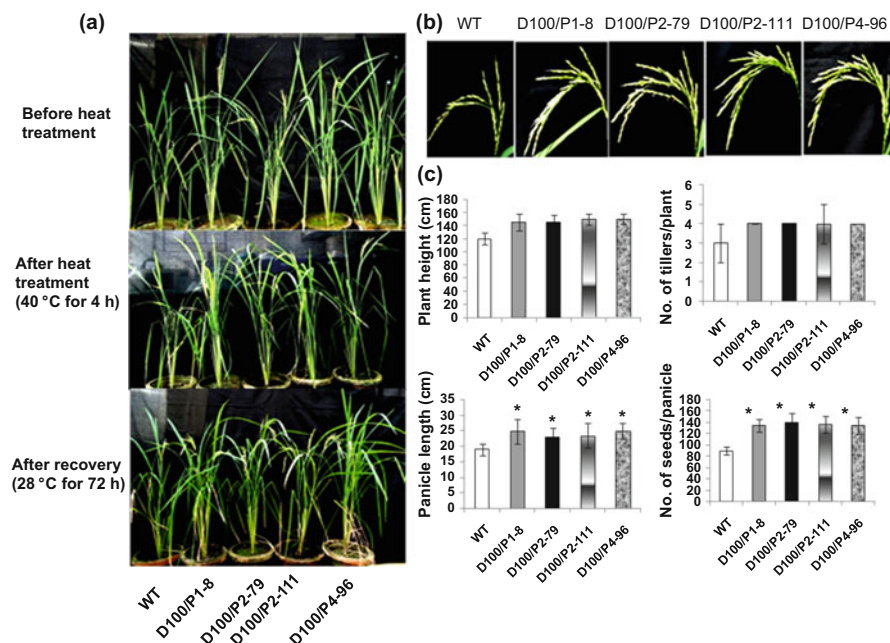 (a)
Before heat
treatment
After heat
treatment
(40 °C for 4 h)
After recovery
(28 °C for 72 h)
WT
D100/P1-8
D100/P2-79
D100/P2-111
D100/P4-96
(b)
WT D100/P1-8 D100/P2-79 D100/P2-111 D100/P4-96
(c)
Plant height (cm)
180
160
140
120
100
80
60
40
20
0
WT
D100/P1-8
D100/P2-79
D100/P2-111
D100/P4-96
No. of tillers/plant
6
5
4
3
2
1
0
WT
D100/P1-8
D100/P2-79
D100/P2-111
D100/P4-96
Panicle length (cm)
35
30
25
20
15
10
5
0
* * * *
WT
D100/P1-8
D100/P2-79
D100/P2-111
D100/P4-96
No. of seeds/panicle
180
160
140
120
100
80
60
40
20
0
* * * *
WT
D100/P1-8
D100/P2-79
D100/P2-111
D100/P4-96